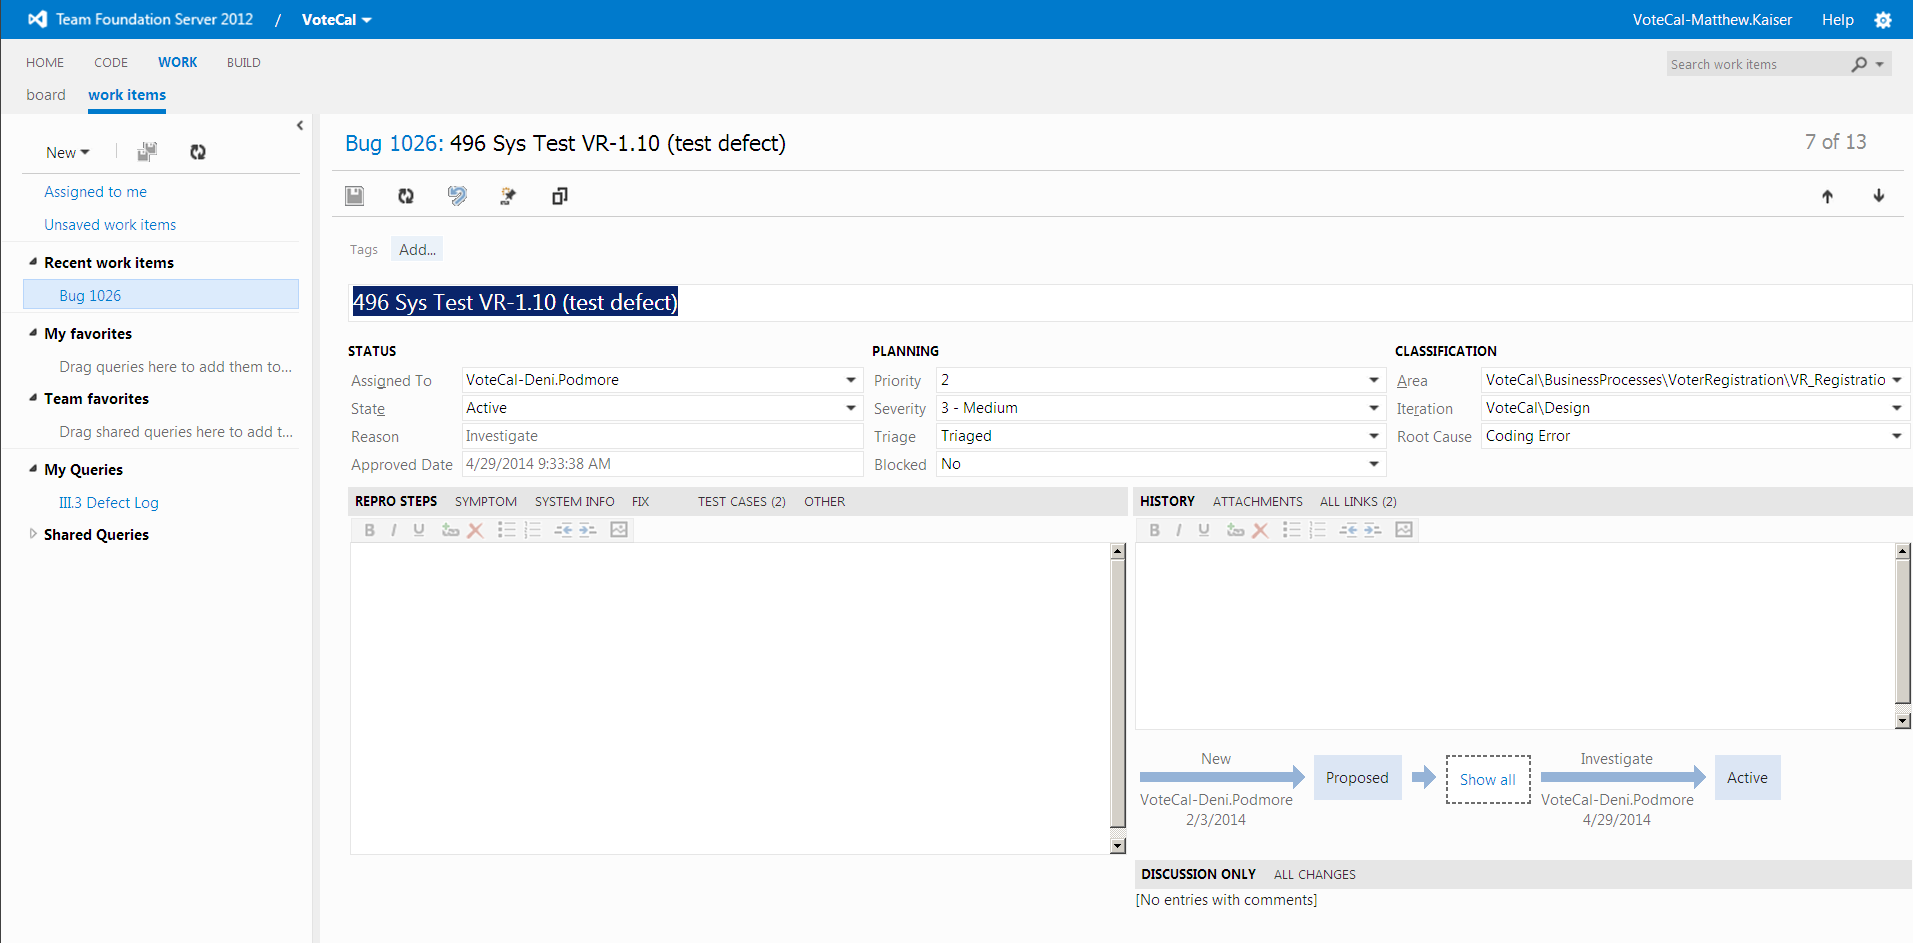 Team Foundation Server 2012 / VoteCal
VoteCal-Matthew.Kaiser Help
HOME CODE WORK BUILD
Search work items
board work items
New
Assigned to me
Unsaved work items
Recent work items
Bug 1026
My favorites
Drag queries here to add them to...
Team favorites
Drag shared queries here to add t...
My Queries
III.3 Defect Log
Shared Queries
Bug 1026: 496 Sys Test VR-1.10 (test defect)
7 of 13
Tags Add...
496 Sys Test VR-1.10 (test defect)
STATUS
Assigned To VoteCal-Deni.Podmore
State Active
Reason Investigate
Approved Date 4/29/2014 9:33:38 AM
PLANNING
Priority 2
Severity 3 - Medium
Triage Triaged
Blocked No
CLASSIFICATION
Area VoteCal\BusinessProcesses\VoterRegistration\VR_Registratio
Iteration VoteCal\Design
Root Cause Coding Error
REPRO STEPS SYMPTOM SYSTEM INFO FIX TEST CASES (2) OTHER
B I U
HISTORY ATTACHMENTS ALL LINKS (2)
B I U
New
VoteCal-Deni.Podmore
2/3/2014
Proposed
Show all
Investigate
VoteCal-Deni.Podmore
4/29/2014
Active
DISCUSSION ONLY ALL CHANGES
[No entries with comments]